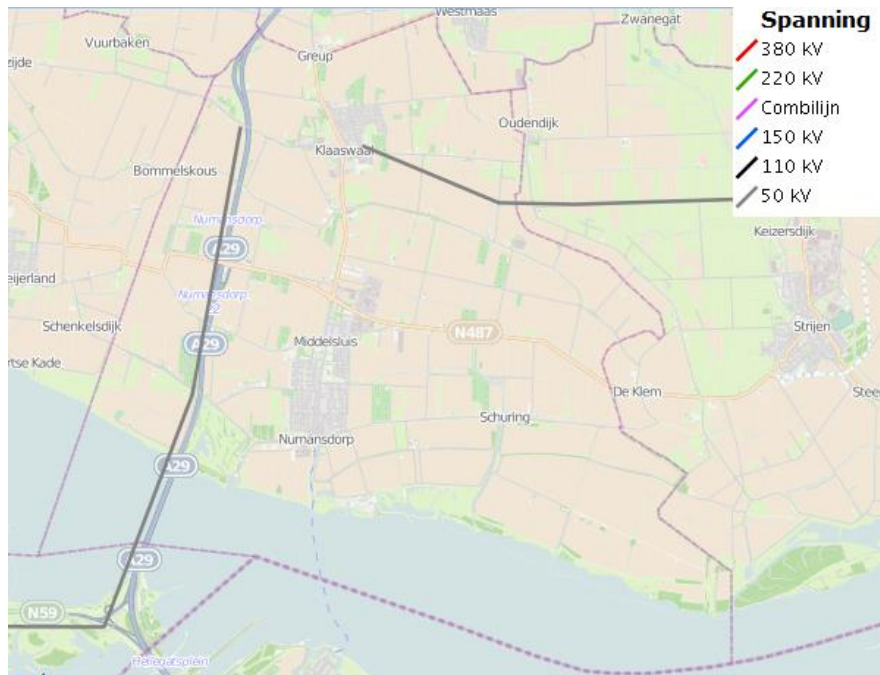 Westmaas
Zwanegat
Spanning
380 kV
220 kV
Combilijn
150 kV
110 kV
50 kV
Vuurbaken
Greup
zijde
Oudendijk
Klaaswaal
Bommelskous
Numansdorp
Keizersdijk
A29
eijerland
Numansdorp
Schenkelsdijk
Strijen
N487
Middelsluis
A29
rtse Kade
De Klem
Stee
Schuring
Numansdorp
A29
A29
N59
Hellegatsplein